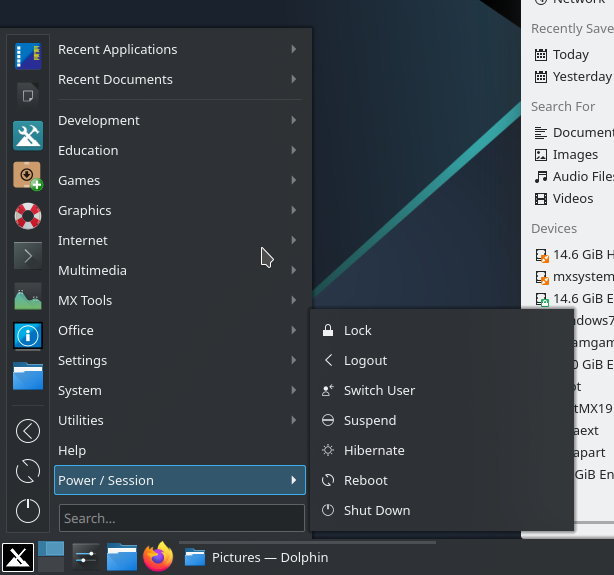 Recent Applications
Recent Documents
Development
Education
Games
Graphics
Internet
Multimedia
MX Tools
Office
Settings
System
Utilities
Help
Power / Session
Search...
Lock
Logout
Switch User
Suspend
Hibernate
Reboot
Shut Down
Network
Recently Save
Today
Yesterday
Search For
Document
Images
Audio Files
Videos
Devices
14.6 GiB H
mxsystem
14.6 GiB E
ndows7
amgam
0 GiB E
ot
tMX19
aext
apart
GiB En
Pictures — Dolphin